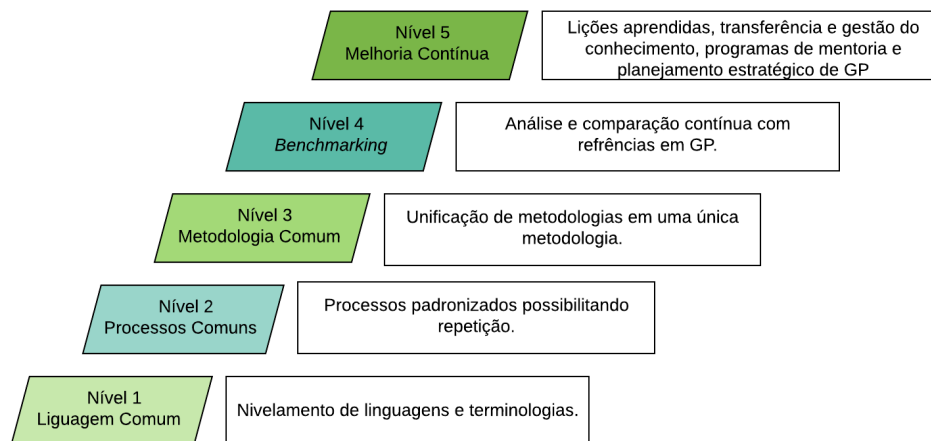 Nível 5
Melhoria Contínua
Lições aprendidas, transferência e gestão do
conhecimento, programas de mentoria e
planejamento estratégico de GP
Nível 4
Benchmarking
Análise e comparação contínua com
refrências em GP.
Nível 3
Metodologia Comum
Unificação de metodologias em uma única
metodologia.
Nível 2
Processos Comuns
Processos padronizados possibilitando
repetição.
Nível 1
Liguagem Comum
Nivelamento de linguagens e terminologias.